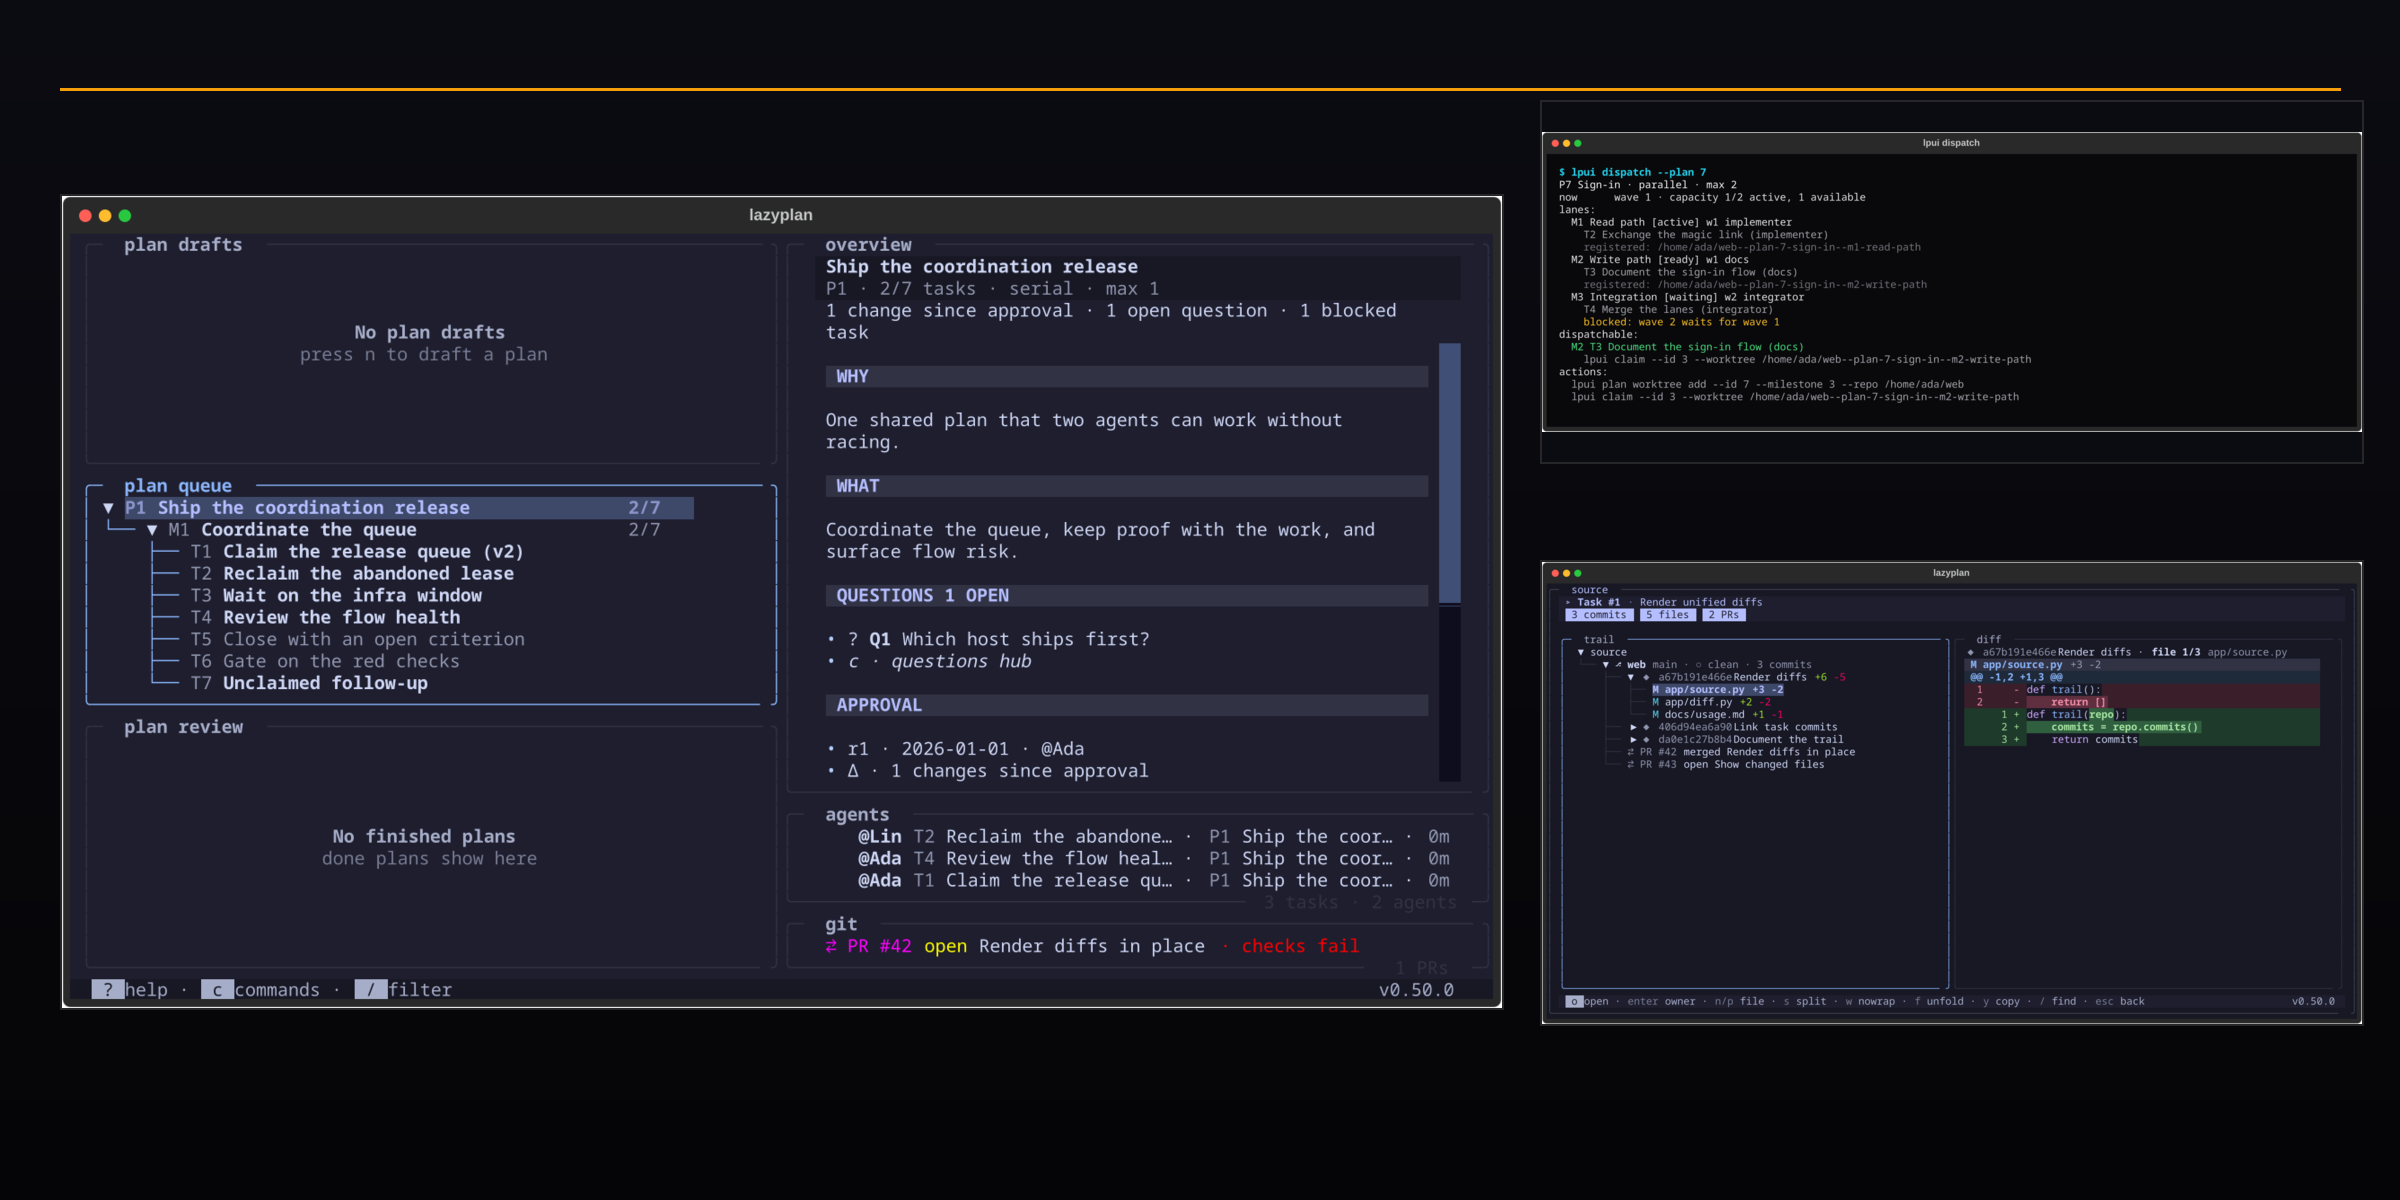 lazyplan
plan drafts
No plan drafts
press n to draft a plan
plan queue
▼ P1 Ship the coordination release 2/7
▼ M1 Coordinate the queue 2/7
T1 Claim the release queue (v2)
T2 Reclaim the abandoned lease
T3 Wait on the infra window
T4 Review the flow health
T5 Close with an open criterion
T6 Gate on the red checks
T7 Unclaimed follow-up
plan review
No finished plans
done plans show here
overview
Ship the coordination release
P1 · 2/7 tasks · serial · max 1
1 change since approval · 1 open question · 1 blocked
task
WHY
One shared plan that two agents can work without
racing.
WHAT
Coordinate the queue, keep proof with the work, and
surface flow risk.
QUESTIONS 1 OPEN
• ? Q1 Which host ships first?
• c · questions hub
APPROVAL
• r1 · 2026-01-01 · @Ada
• Δ · 1 changes since approval
agents
@Lin T2 Reclaim the abandone… · P1 Ship the coor… · 0m
@Ada T4 Review the flow heal… · P1 Ship the coor… · 0m
@Ada T1 Claim the release qu… · P1 Ship the coor… · 0m
3 tasks · 2 agents
git
⇄ PR #42 open Render diffs in place · checks fail
1 PRs
? help · c commands · / filter v0.50.0
lpui dispatch
$ lpui dispatch --plan 7
P7 Sign-in · parallel · max 2
now wave 1 · capacity 1/2 active, 1 available
lanes:
M1 Read path [active] w1 implementer
T2 Exchange the magic link (implementer)
registered: /home/ada/web--plan-7-sign-in--m1-read-path
M2 Write path [ready] w1 docs
T3 Document the sign-in flow (docs)
registered: /home/ada/web--plan-7-sign-in--m2-write-path
M3 Integration [waiting] w2 integrator
T4 Merge the lanes (integrator)
blocked: wave 2 waits for wave 1
dispatchable:
M2 T3 Document the sign-in flow (docs)
lpui claim --id 3 --worktree /home/ada/web--plan-7-sign-in--m2-write-path
actions:
lpui plan worktree add --id 7 --milestone 3 --repo /home/ada/web
lpui claim --id 3 --worktree /home/ada/web--plan-7-sign-in--m2-write-path
lazyplan
source
▸ Task #1 · Render unified diffs
3 commits 5 files 2 PRs
trail
▼ source
▼ web main · ○ clean · 3 commits
▼ ◆ a67b191e466e Render diffs +6 -5
M app/source.py +3 -2
M app/diff.py +2 -2
M docs/usage.md +1 -1
▶ ◆ 406d94ea6a90 Link task commits
▶ ◆ da0e1c27b8b4 Document the trail
⇄ PR #42 merged Render diffs in place
⇄ PR #43 open Show changed files
diff
◆ a67b191e466e Render diffs · file 1/3 app/source.py
M app/source.py +3 -2
@@ -1,2 +1,3 @@
1 - def trail():
2 - return []
1 + def trail(repo):
2 + commits = repo.commits()
3 + return commits
o open · enter owner · n/p file · s split · w nowrap · f unfold · y copy · / find · esc back v0.50.0